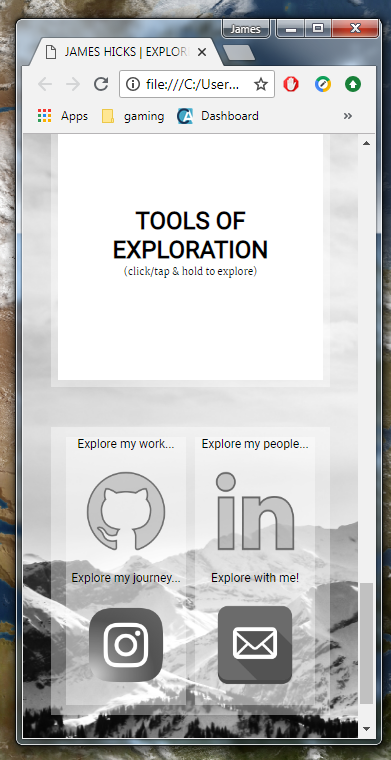 James
JAMES HICKS | EXPLOR
file:///C:/User...
Apps
gaming
Dashboard
»
TOOLS OF
EXPLORATION
(click/tap & hold to explore)
Explore my work...
Explore my people...
in
Explore my journey...
Explore with me!